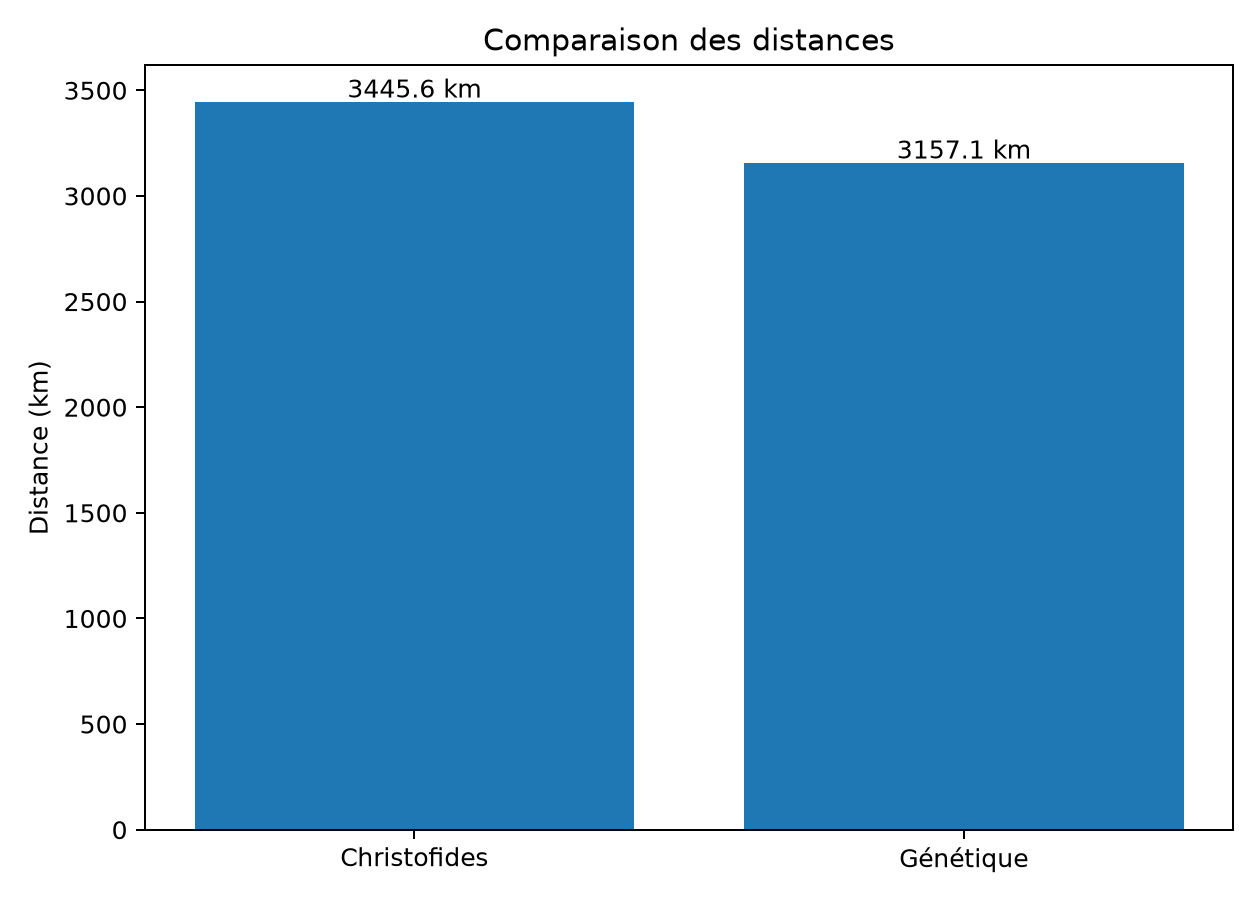 Comparaison des distances
3445.6 km
3157.1 km
3500
3000
2500
2000
1500
1000
500
0
Distance (km)
Christofides
Génétique